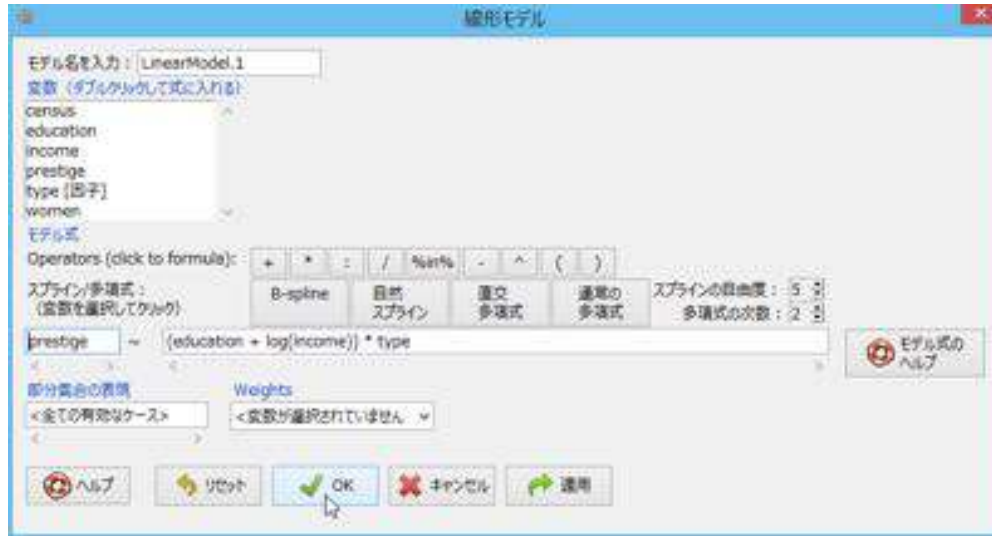 線形モデル
モデル名を入力： LinearModel.1
変数（ダブルクリックして式に入れる）
census
education
income
prestige
type [因子]
women
モデル式
Operators (click to formula): + * : / %in% - ^ ( )
スプライン/多項式：
（変数を選択してクリック）
B-spline
自然
スプライン
直交
多項式
通常の
多項式
スプラインの自由度： 5
多項式の次数： 2
prestige ~ (education + log(income)) * type
モデル式の
ヘルプ
部分集合の表現 Weights
<全ての有効なケース> <変数が選択されていません
ヘルプ リセット OK キャンセル 適用